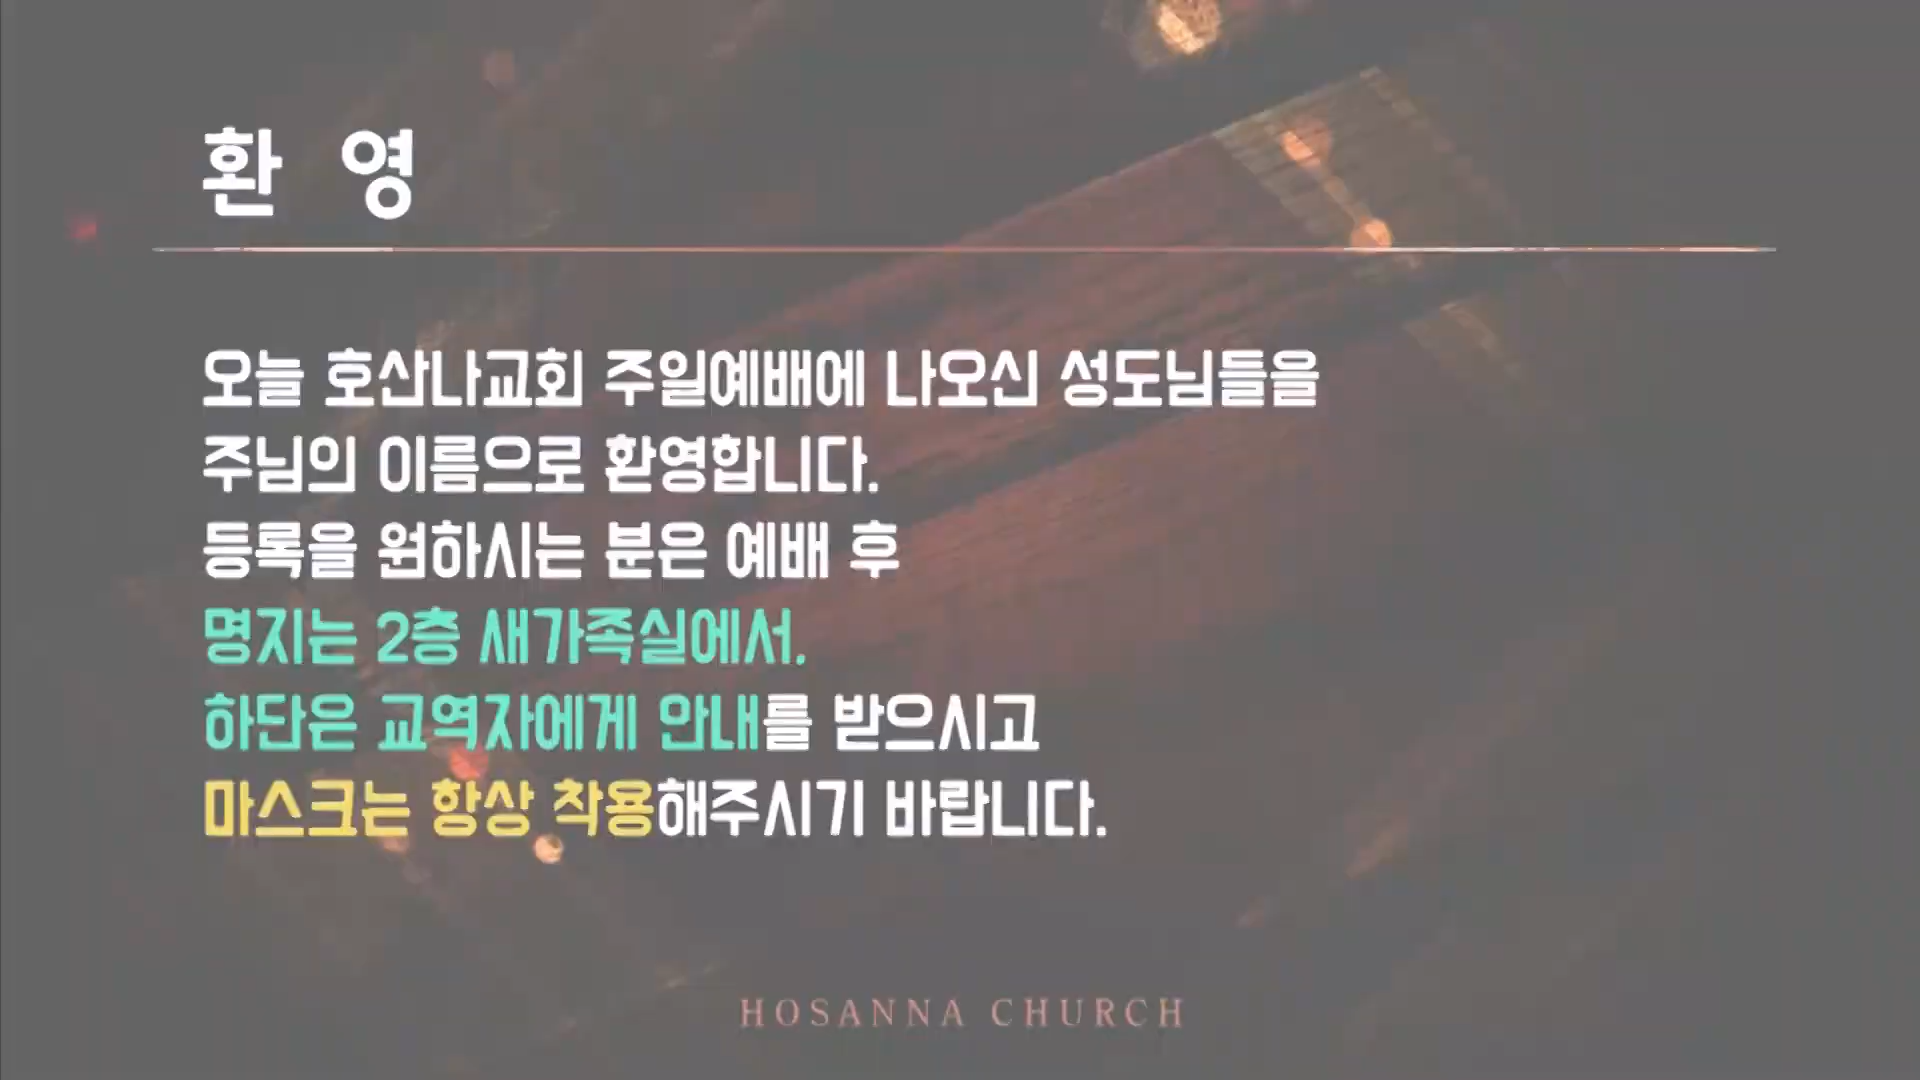 환 영
오늘 호산나교회 주일예배에 나오신 성도님들을
주님의 이름으로 환영합니다.
등록을 원하시는 분은 예배 후
명지는 2층 새가족실에서.
하단은 교역자에게 안내를 받으시고
마스크는 항상 착용해주시기 바랍니다.
HOSANNA CHURCH